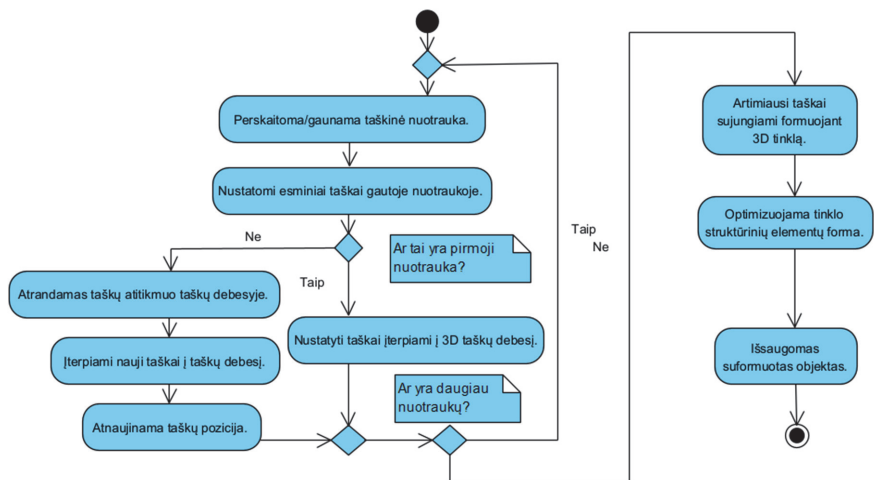 Perskaitoma/gaunama taškinė nuotrauka.
Nustatomi esminiai taškai gautoje nuotraukoje.
Ne
Ar tai yra pirmoji
nuotrauka?
Taip
Atrandamas taškų atitikmuo taškų debesyje.
Nustatyti taškai įterpiami į 3D taškų debesį.
Įterpiami nauji taškai į taškų debesį.
Ar yra daugiau
nuotraukų?
Atnaujinama taškų pozicija.
Taip
Ne
Artimiausi taškai
sujungiami formuojant
3D tinklą.
Optimizuojama tinklo
struktūrinių elementų forma.
Išsaugomas
suformuotas objektas.